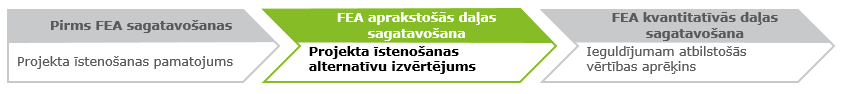 Pirms FEA sagatavošanas
Projekta īstenošanas pamatojums
FEA aprakstošās daļas
sagatavošana
Projekta īstenošanas
alternatīvu izvērtējums
FEA kvantitatīvās daļas
sagatavošana
Ieguldījumam atbilstošās
vērtības aprēķins